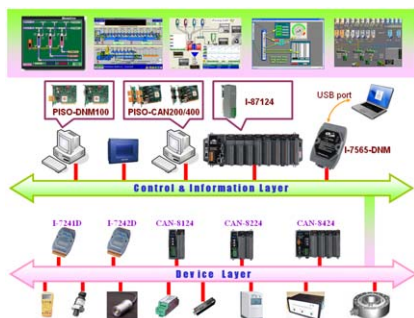 I-87124
USB port
PISO-DNM100
PISO-CAN200/400
I-7565-DNM
Control & Information Layer
I-7241D
I-7242D
CAN-8124
CAN-8224
CAN-8424
Device Layer